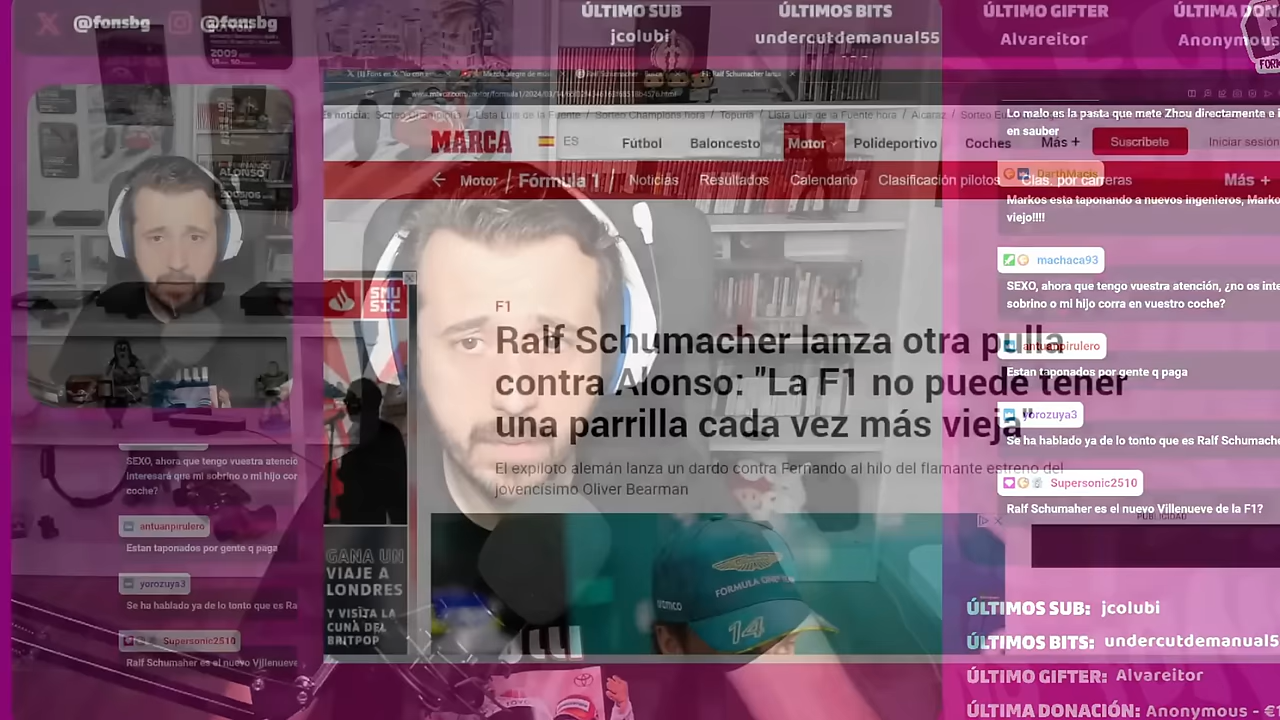 @fonsbg
@fonsbg
ÚLTIMO SUB
jcolubi
ÚLTIMOS BITS
undercutdemanual55
ÚLTIMO GIFTER
Alvareitor
ÚLTIMA
Anonymous
2009
MARCA
ES
Fútbol
Baloncesto
Motor
Polideportivo
Coches
Más +
Suscríbete
Iniciar sesión
Motor / Fórmula 1
Noticias
Resultados
Calendario
Clasificación pilotos
Clas. por carreras
Más +
SMU
SIC
F1
Ralf Schumacher lanza otra pulla
contra Alonso: "La F1 no puede tener
una parrilla cada vez más vieja"
El expiloto alemán lanza un dardo contra Fernando al hilo del flamante estreno del
jovencísimo Oliver Bearman
GANA UN
VIAJE A
LONDRES
Y VISITA LA
CUNA DEL
BRITPOP
14
PUBLICIDAD
Lo malo es la pasta que mete Zhou directamente e
en sauber
DarthMacis
Markos esta taponando a nuevos ingenieros, Marko
viejo!!!!
machaca93
SEXO, ahora que tengo vuestra atención, ¿no os
sobrino o mi hijo corra en vuestro coche?
antuanpirulero
Estan taponados por gente q paga
yorozuya3
Se ha hablado ya de lo tonto que es Ralf
Supersonic2510
Ralf Schumaher es el nuevo Villenueve de la F1?
SEXO, ahora que tengo vuestra atenció
interesará que mi sobrino o mi hijo cor
coche?
antuanpirulero
Estan taponados por gente q paga
yorozuya3
Se ha hablado ya de lo tonto que es Ra
Supersonic2510
Ralf Schumaher es el nuevo Villenueve
ÚLTIMOS SUB: jcolubi
ÚLTIMOS BITS: undercutdemanual5
ÚLTIMO GIFTER: Alvareitor
ÚLTIMA DONACIÓN: Anonymous - €